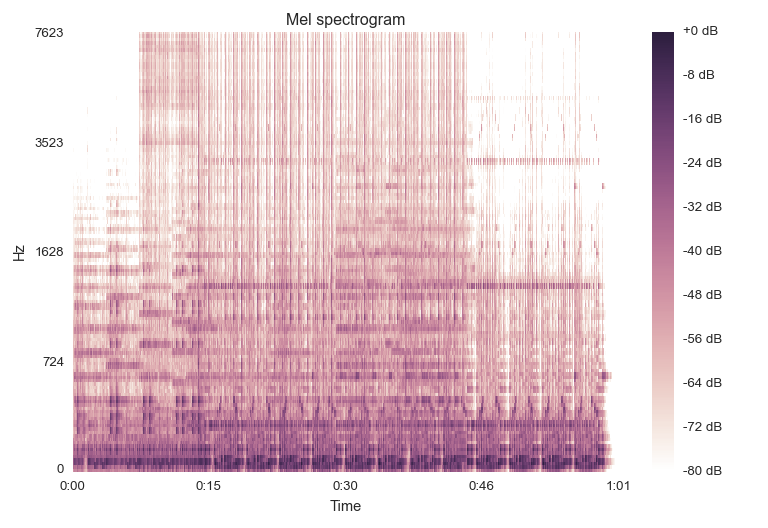 Mel spectrogram
7623
3523
1628
724
0
Hz
0:00
0:15
0:30
0:46
1:01
Time
+0 dB
-8 dB
-16 dB
-24 dB
-32 dB
-40 dB
-48 dB
-56 dB
-64 dB
-72 dB
-80 dB